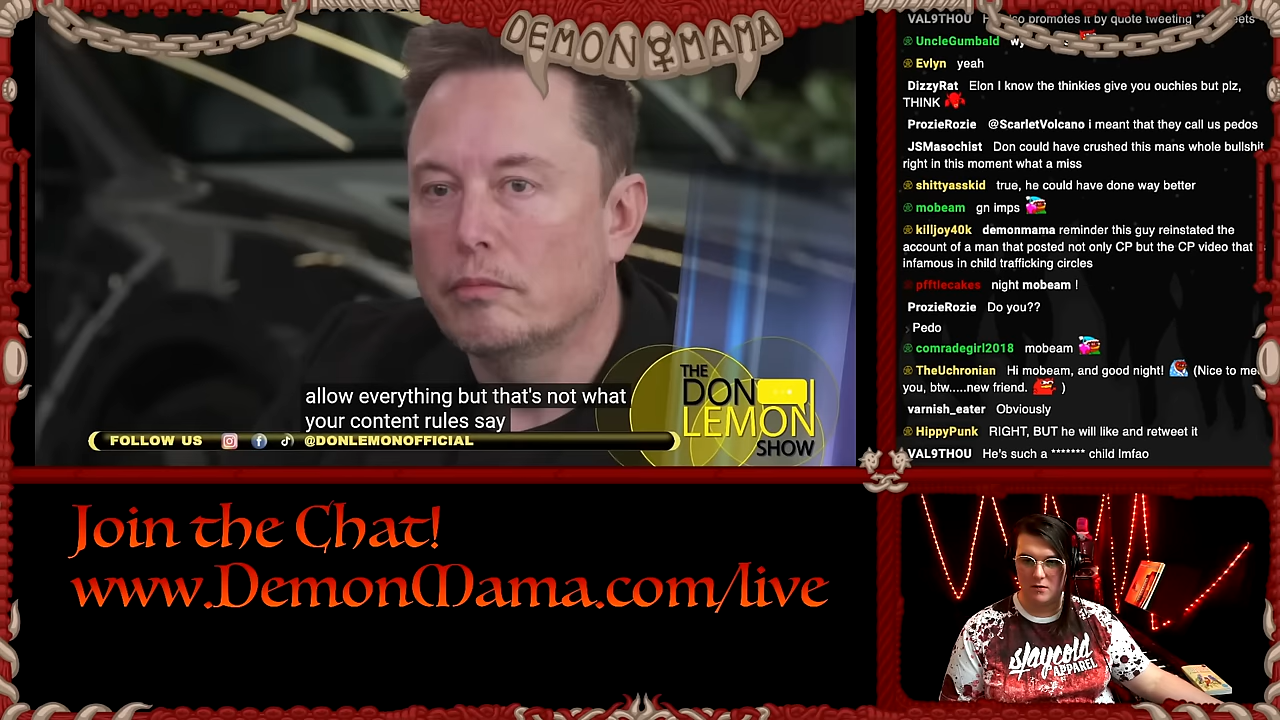 DEMON MAMA
allow everything but that's not what
your content rules say
FOLLOW US @DONLEMONOFFICIAL
THE
DON
LEMON
SHOW
VAL9THOU promotes it by quote tweeting
UncleGumbald
Evlyn yeah
DizzyRat Elon I know the thinkies give you ouchies but plz,
THINK
ProzieRozie @ScarletVolcano i meant that they call us pedos
JSMasochist Don could have crushed this mans whole bullshit
right in this moment what a miss
shittyasskid true, he could have done way better
mobeam gn imps
killjoy40k demonmama reminder this guy reinstated the
account of a man that posted not only CP but the CP video that
infamous in child trafficking circles
pfftlecakes night mobeam !
ProzieRozie Do you??
Pedo
comradegirl2018 mobeam
TheUchronian Hi mobeam, and good night! (Nice to me
you, btw.....new friend. )
varnish_eater Obviously
HippyPunk RIGHT, BUT he will like and retweet it
VAL9THOU He's such a ******* child lmfao
Join the Chat!
www.DemonMama.com/live
staycold
APPAREL